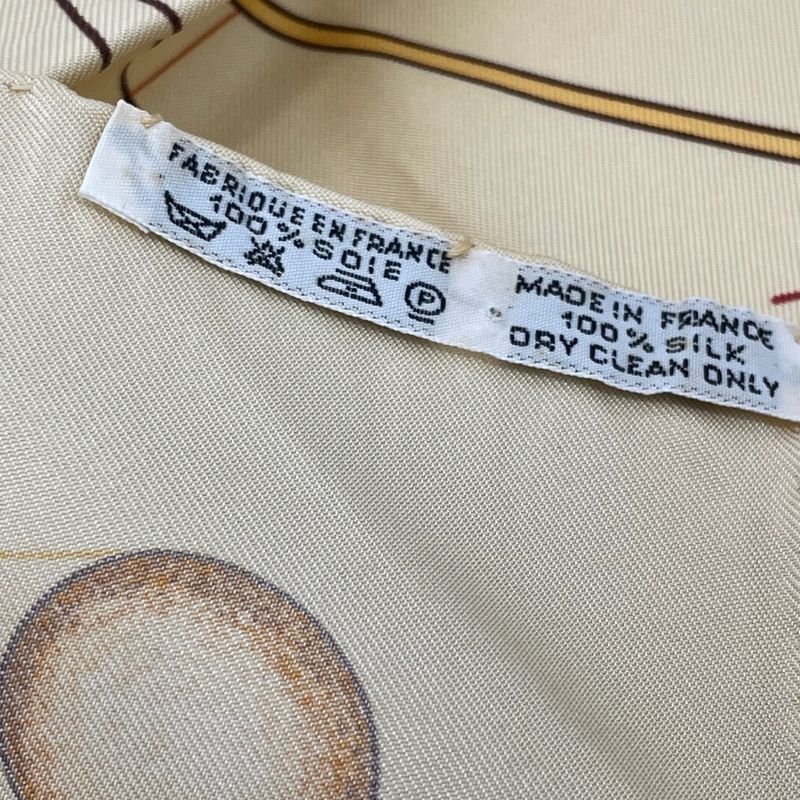 FABRIQUE EN FRANCE
100% SOIE
P
MADE IN FRANCE
100% SILK
DRY CLEAN ONLY